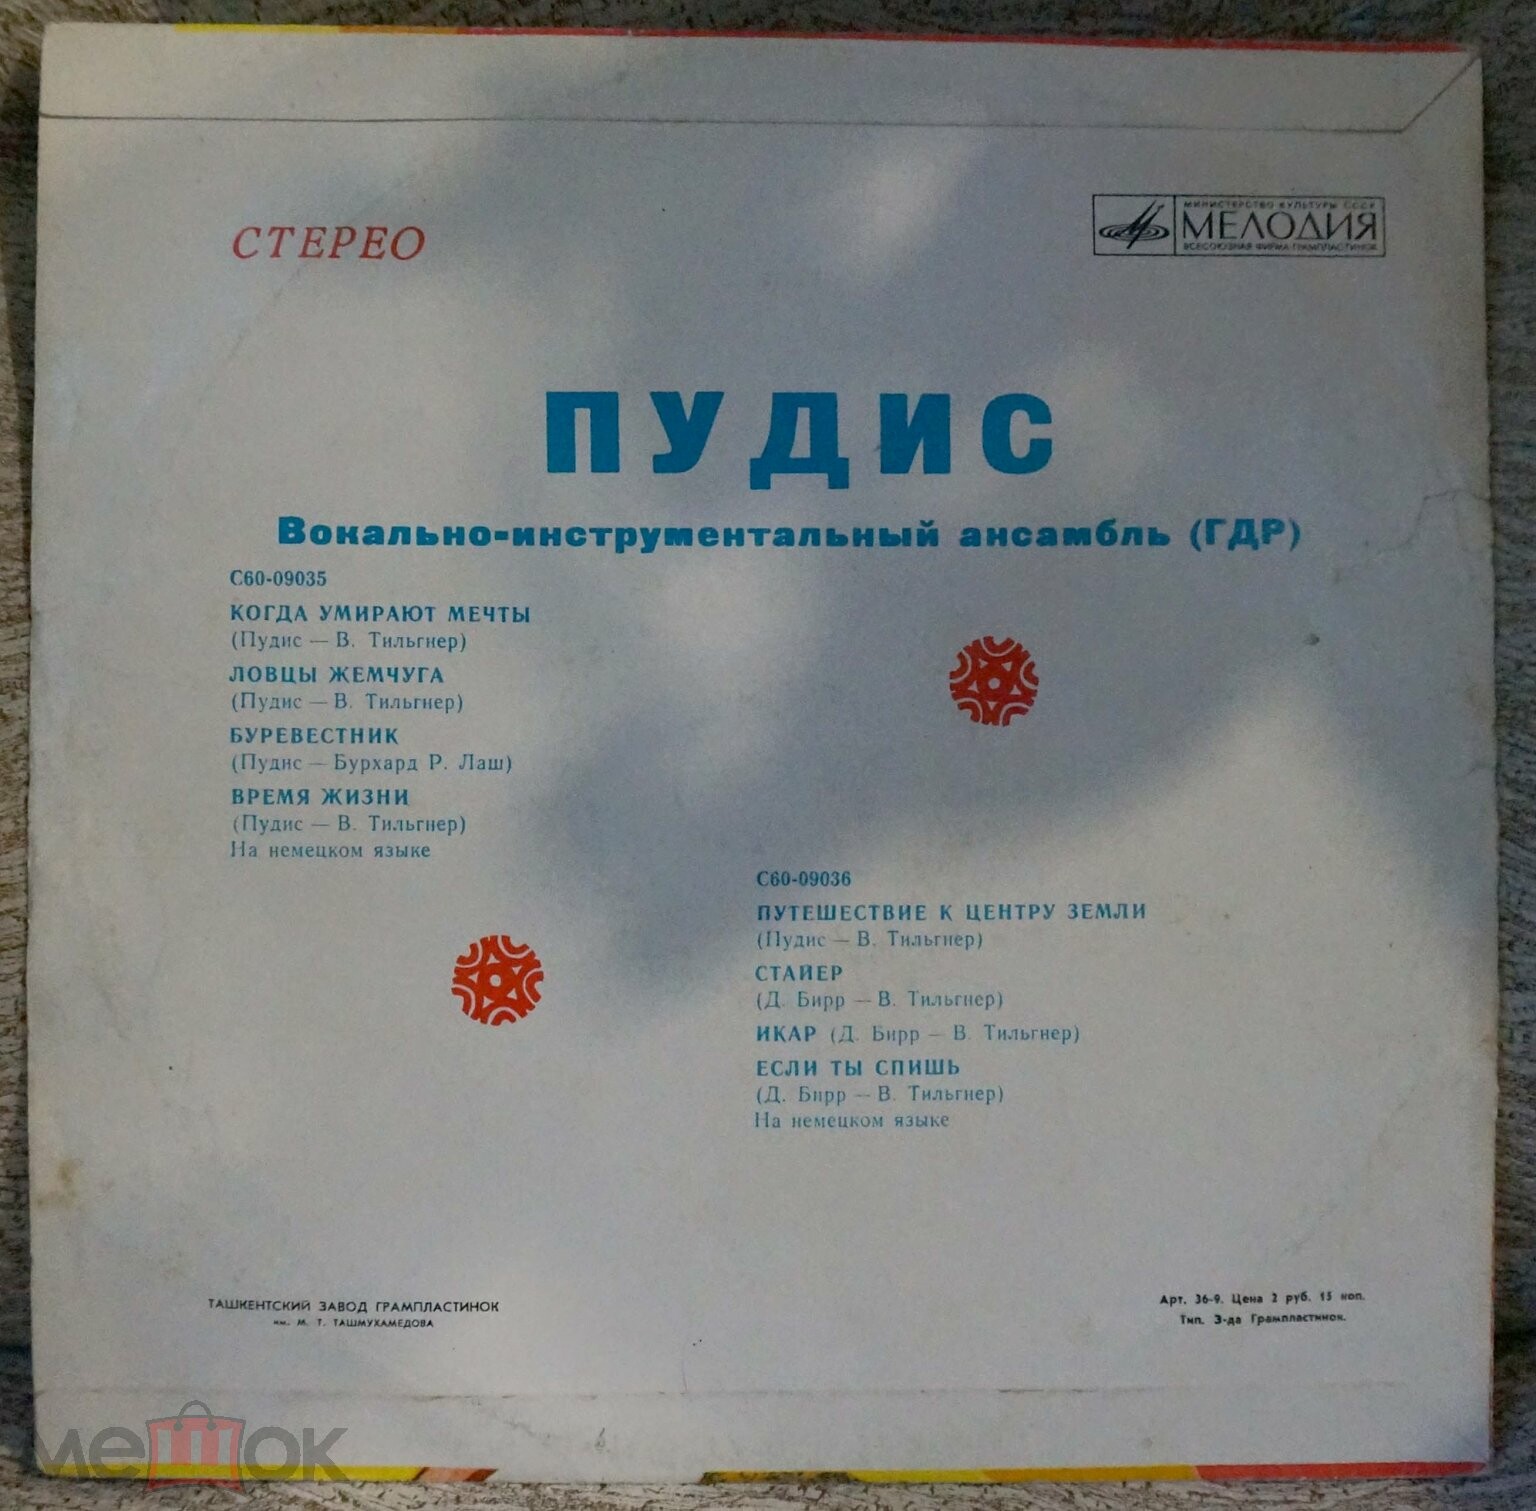 СТЕРЕО
МИНИСТЕРСТВО КУЛЬТУРЫ СССР
МЕЛОДИЯ
ВСЕСОЮЗНАЯ ФИРМА ГРАМПЛАСТИНОК
ПУДИС
Вокально-инструментальный ансамбль (ГДР)
С60-09035
КОГДА УМИРАЮТ МЕЧТЫ
(Пудис — В. Тильгнер)
ЛОВЦЫ ЖЕМЧУГА
(Пудис — В. Тильгнер)
БУРЕВЕСТНИК
(Пудис — Бурхард Р. Лаш)
ВРЕМЯ ЖИЗНИ
(Пудис — В. Тильгнер)
На немецком языке
С60-09036
ПУТЕШЕСТВИЕ К ЦЕНТРУ ЗЕМЛИ
(Пудис — В. Тильгнер)
СТАЙЕР
(Д. Бирр — В. Тильгнер)
ИКАР (Д. Бирр — В. Тильгнер)
ЕСЛИ ТЫ СПИШЬ
(Д. Бирр — В. Тильгнер)
На немецком языке
ТАШКЕНТСКИЙ ЗАВОД ГРАМПЛАСТИНОК
им. М. Т. ТАШМУХАМЕДОВА
Арт. 36-9. Цена 2 руб. 15 коп.
Тип. З-да Грампластинок.
мешок